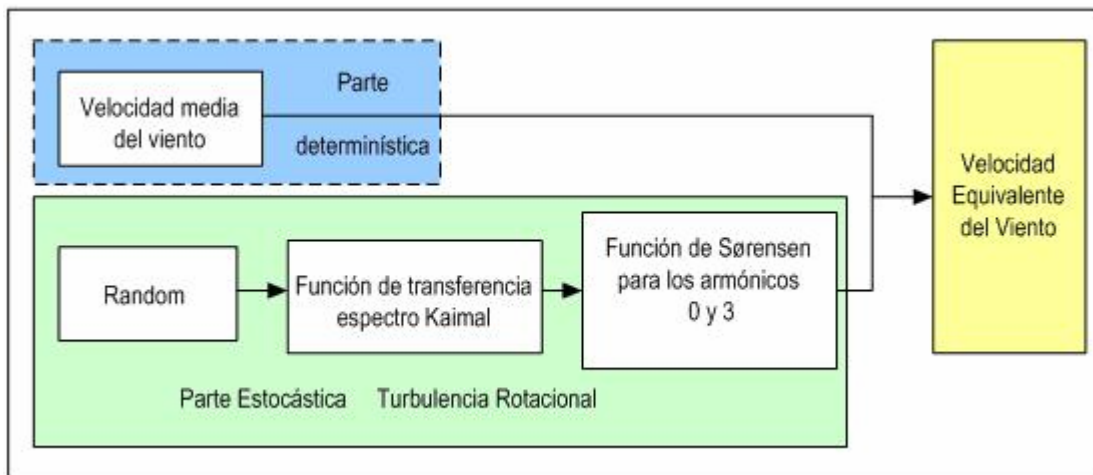 Velocidad media
del viento
Parte
determinística
Random
Función de transferencia
espectro Kaimal
Función de Sørensen
para los armónicos
0 y 3
Parte Estocástica Turbulencia Rotacional
Velocidad
Equivalente
del Viento